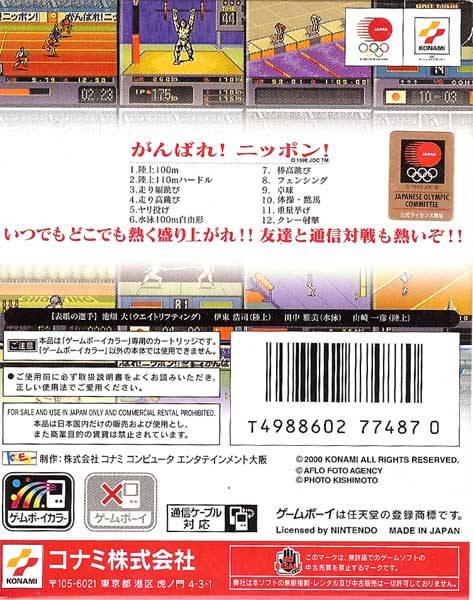 TIME
44
02:23
IP 175
10-03
JAPAN
KONAMI
がんばれ!ニッポン!
©1998 JOC TM
1.陸上100m
2.陸上110mハードル
3.走り幅跳び
4.走り高跳び
5.ヤリ投げ
6.水泳100m自由形
7.棒高跳び
8.フェンシング
9.卓球
10.体操・跳馬
11.重量挙げ
12.クレー射撃
JAPAN
JAPANESE OLYMPIC
COMMITTEE
公式ライセンス商品
いつでもどこでも熱く盛り上がれ!!友達と通信対戦も熱いぞ!!
【表紙の選手】池畑 大(ウエイトリフティング) 伊東 浩司(陸上) 田中 雅美(水泳) 山崎 一彦(陸上)
ご注意
本品は「ゲームボーイカラー」専用のカートリッジです。
「ゲームボーイカラー」以外の本体では使用できません。
●ご使用前に必ず取扱説明書をよくお読みいただき、
正しい使用法でご愛用ください。
FOR SALE AND USE IN JAPAN ONLY AND COMMERCIAL RENTAL PROHIBITED.
本品は日本国内だけの販売および使用とし、
また商業目的の賃貸は禁止されています。
T4988602 77487 0
制作:株式会社 コナミ コンピュータ エンタテインメント大阪
©2000 KONAMI ALL RIGHTS RESERVED.
©AFLO FOTO AGENCY
©PHOTO KISHIMOTO
ゲームボーイカラー
ゲームボーイ
通信ケーブル
対応
ゲームボーイは任天堂の登録商標です。
Licensed by NINTENDO MADE IN JAPAN
KONAMI
コナミ株式会社
〒105-6021 東京都港区虎ノ門4-3-1
このマークは、無許諾でのゲームソフトの
中古売買を禁止するマークです。
弊社は本ソフトの無断複製・レンタル及び中古販売は一切許可しておりません。